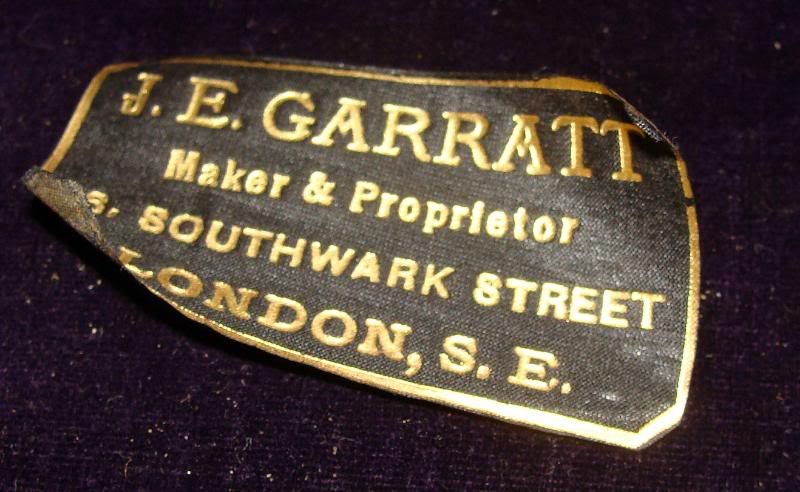 J. E. GARRATT
Maker & Proprietor
SOUTHWARK STREET
LONDON, S. E.